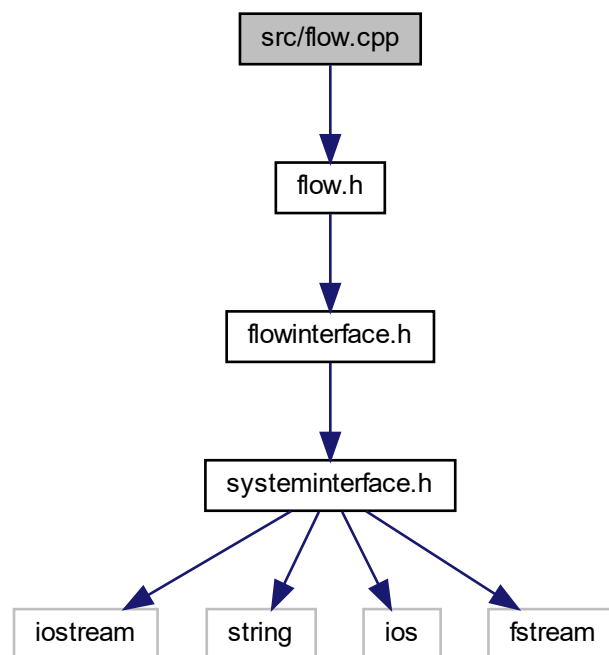 src/flow.cpp
flow.h
flowinterface.h
systeminterface.h
iostream
string
ios
fstream